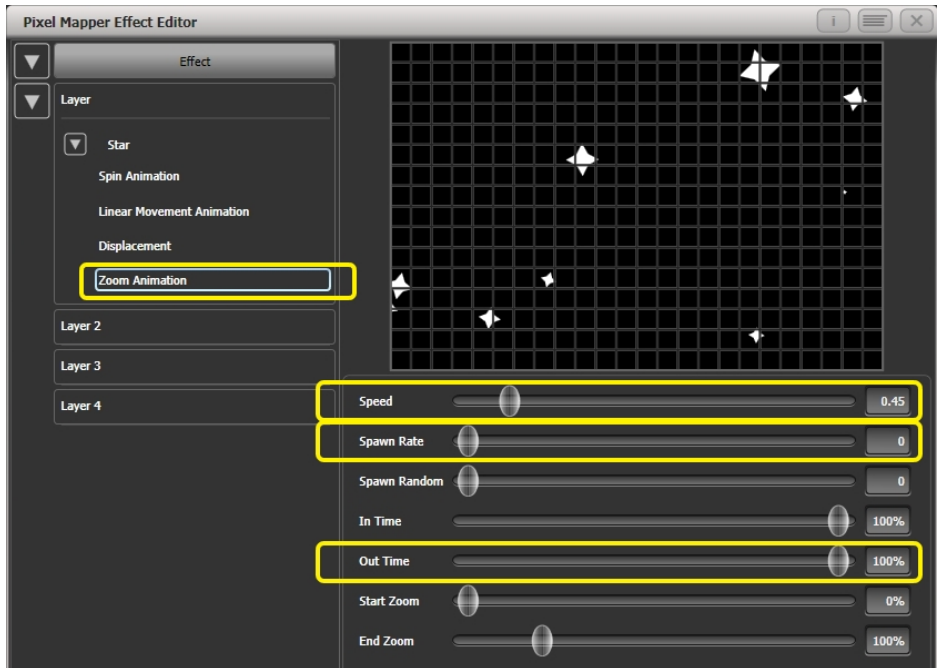 Pixel Mapper Effect Editor
i
Effect
Layer
Star
Spin Animation
Linear Movement Animation
Displacement
Zoom Animation
Layer 2
Layer 3
Layer 4
Speed 0.45
Spawn Rate 0
Spawn Random 0
In Time 100%
Out Time 100%
Start Zoom 0%
End Zoom 100%